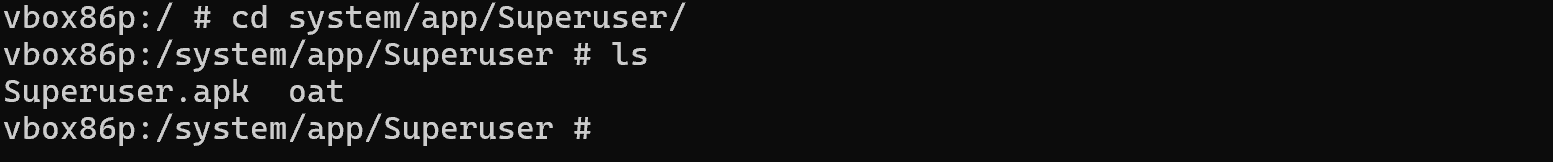 vbox86p:/ # cd system/app/Superuser/
vbox86p:/system/app/Superuser # ls
Superuser.apk  oat
vbox86p:/system/app/Superuser #